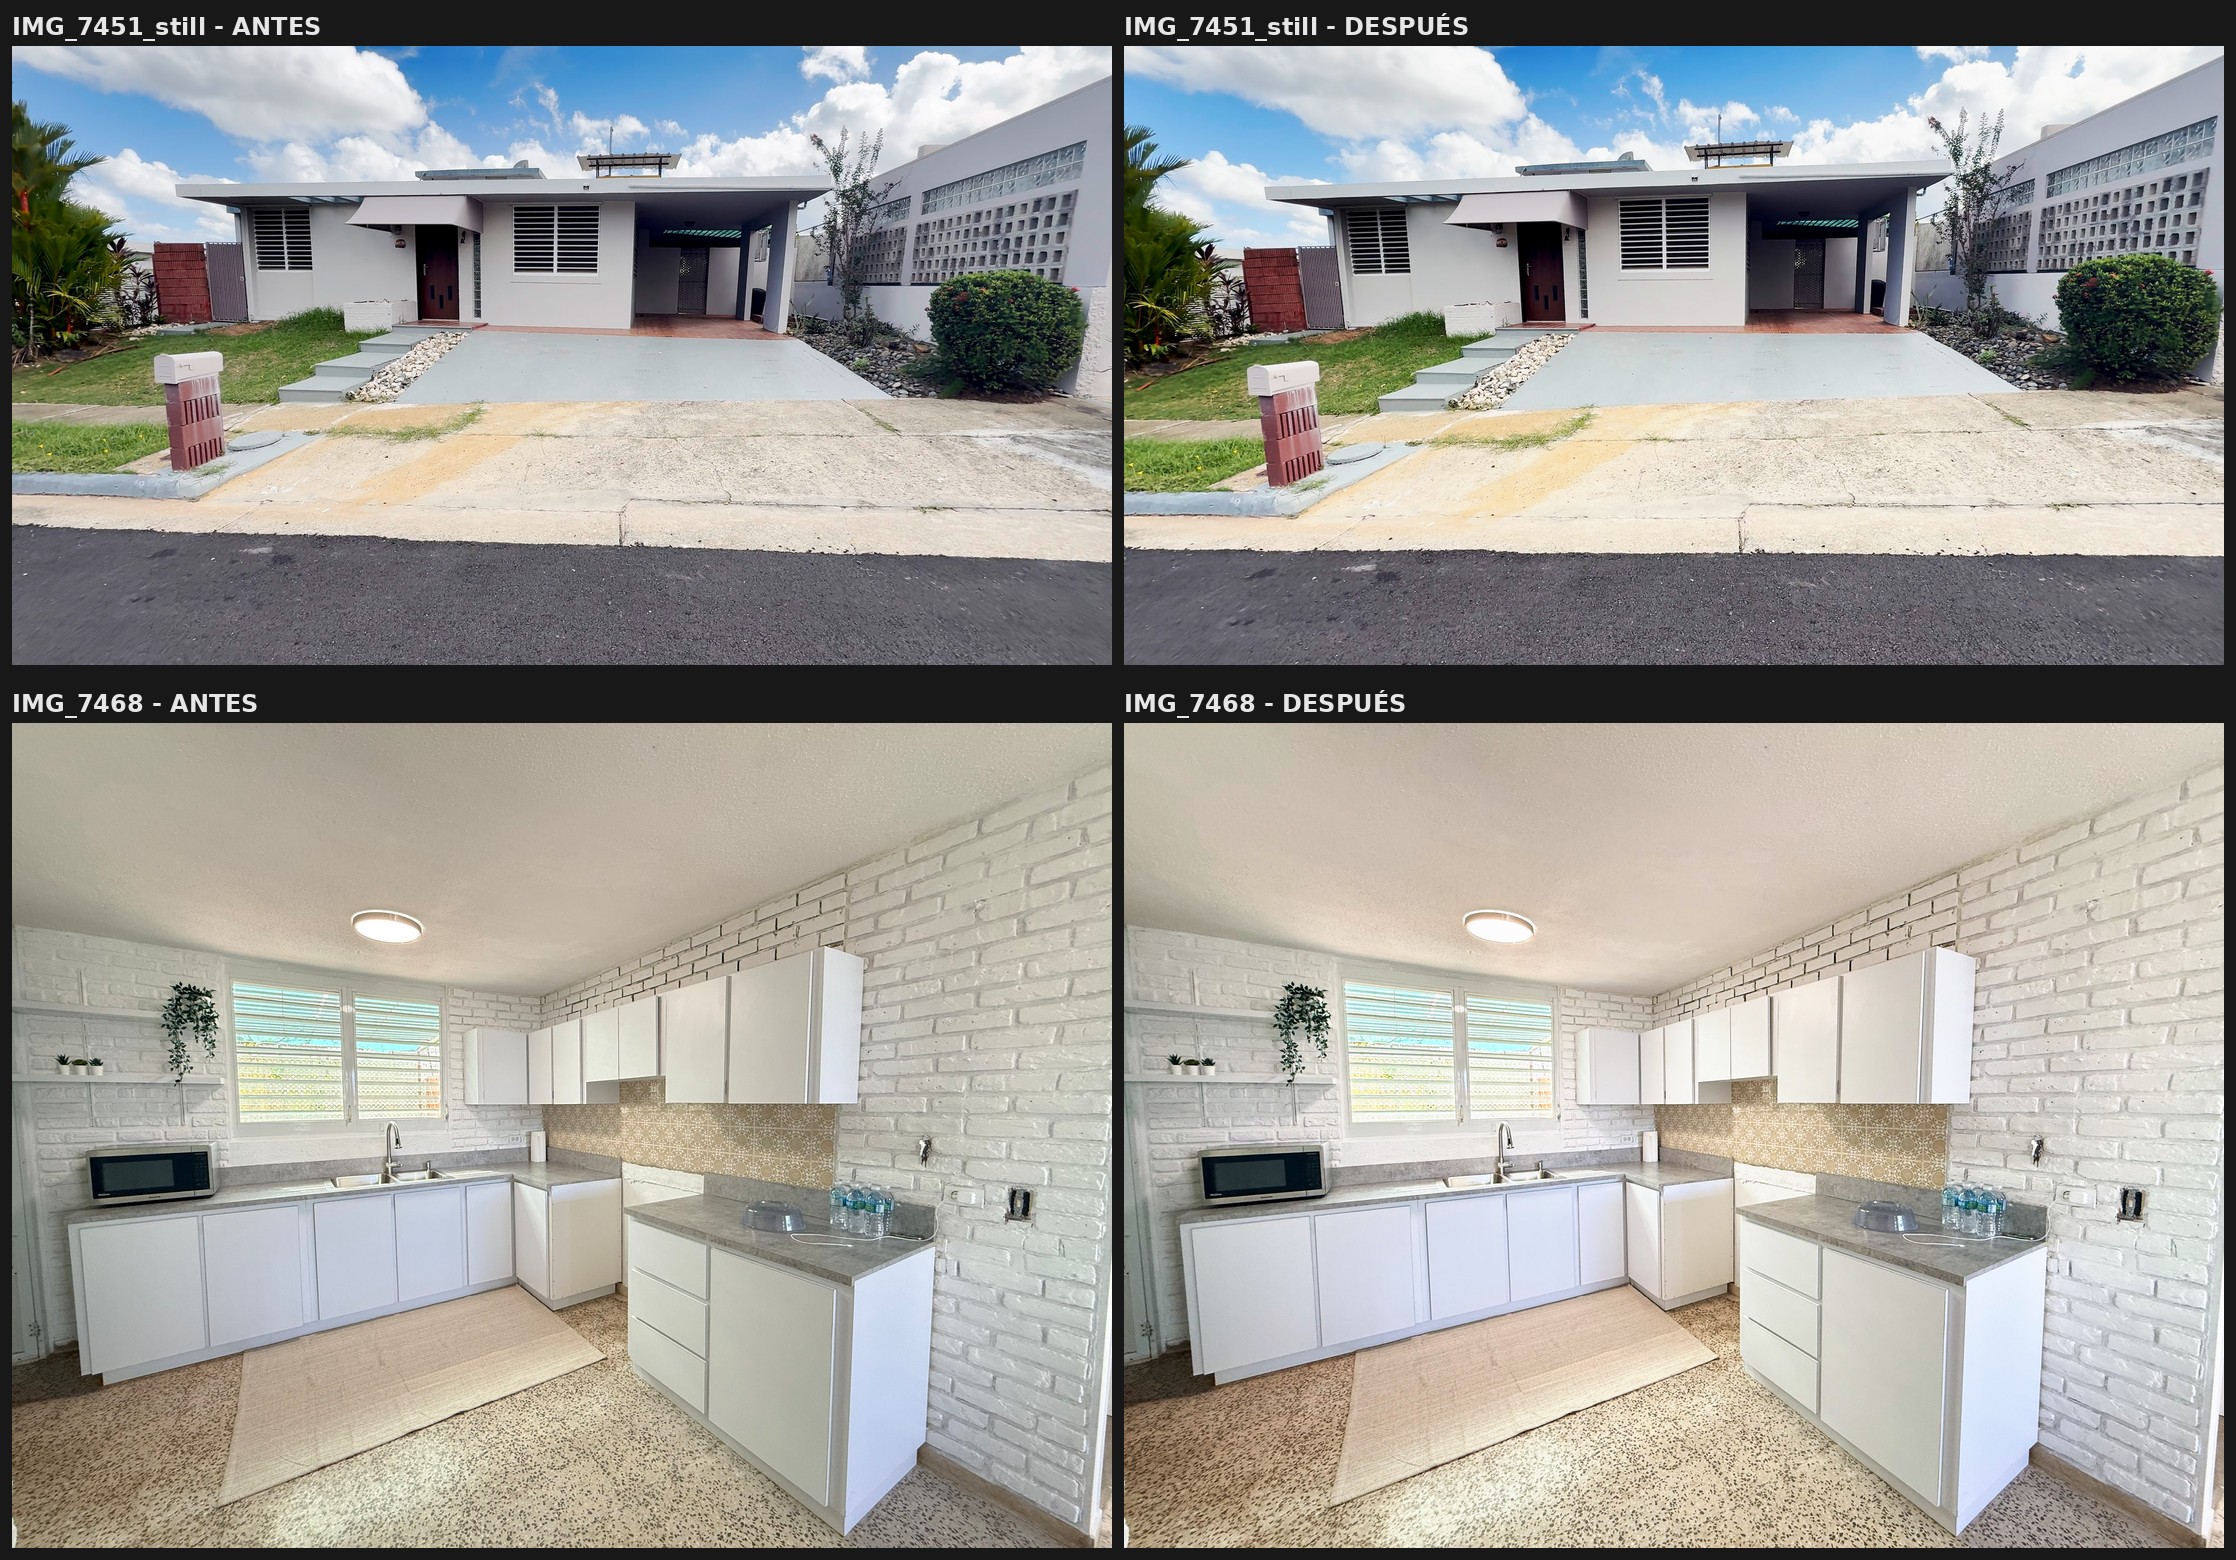 IMG_7451_still - ANTES
IMG_7451_still - DESPUÉS
IMG_7468 - ANTES
IMG_7468 - DESPUÉS